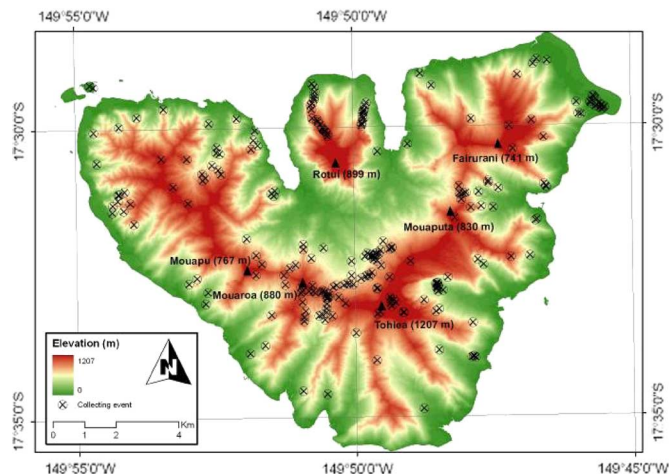 149°55'0"W
149°50'0"W
149°45'0"W
17°30'0"S
17°30'0"S
Fairurani (741 m)
Rotui (899 m)
Mouaputa (830 m)
Mouapu (767 m)
Mouaroa (880 m)
Tohiea (1207 m)
Elevation (m)
1207
0
Collecting event
N
0 1 2 4
Km
17°35'0"S
17°35'0"S
149°55'0"W
149°50'0"W
149°45'0"W